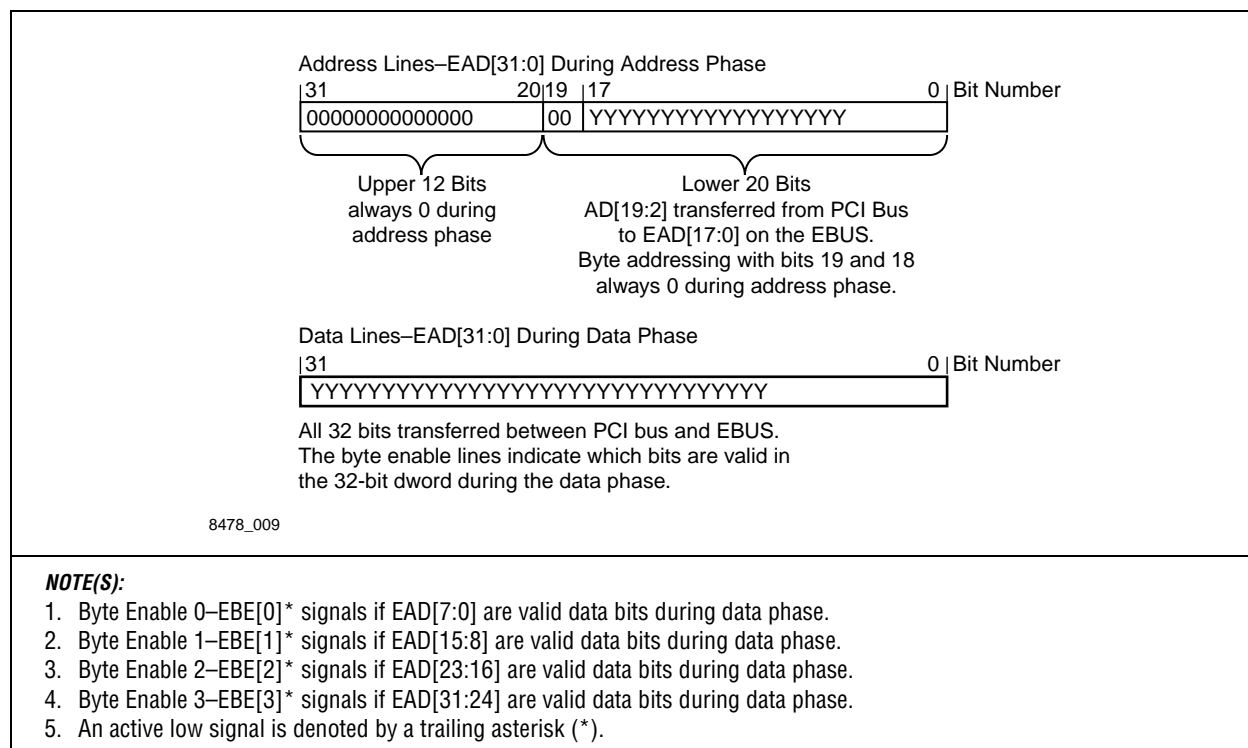 Address Lines–EAD[31:0] During Address Phase
31 20 19 17 0 Bit Number
00000000000000 00 YYYYYYYYYYYYYYYYYY
Upper 12 Bits
always 0 during
address phase
Lower 20 Bits
AD[19:2] transferred from PCI Bus
to EAD[17:0] on the EBUS.
Byte addressing with bits 19 and 18
always 0 during address phase.
Data Lines–EAD[31:0] During Data Phase
31 0 Bit Number
YYYYYYYYYYYYYYYYYYYYYYYYYYYYYYYY
All 32 bits transferred between PCI bus and EBUS.
The byte enable lines indicate which bits are valid in
the 32-bit dword during the data phase.
8478_009
NOTE(S):
1. Byte Enable 0–EBE[0]* signals if EAD[7:0] are valid data bits during data phase.
2. Byte Enable 1–EBE[1]* signals if EAD[15:8] are valid data bits during data phase.
3. Byte Enable 2–EBE[2]* signals if EAD[23:16] are valid data bits during data phase.
4. Byte Enable 3–EBE[3]* signals if EAD[31:24] are valid data bits during data phase.
5. An active low signal is denoted by a trailing asterisk (*).